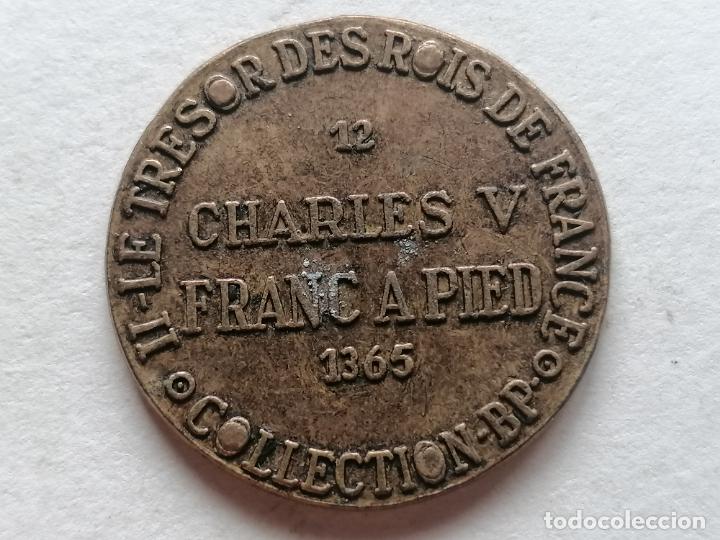 II-LE TRESOR DES ROIS DE FRANCE
12
CHARLES V
FRANC A PIED
1365
COLLECTION-BP-
todocoleccion